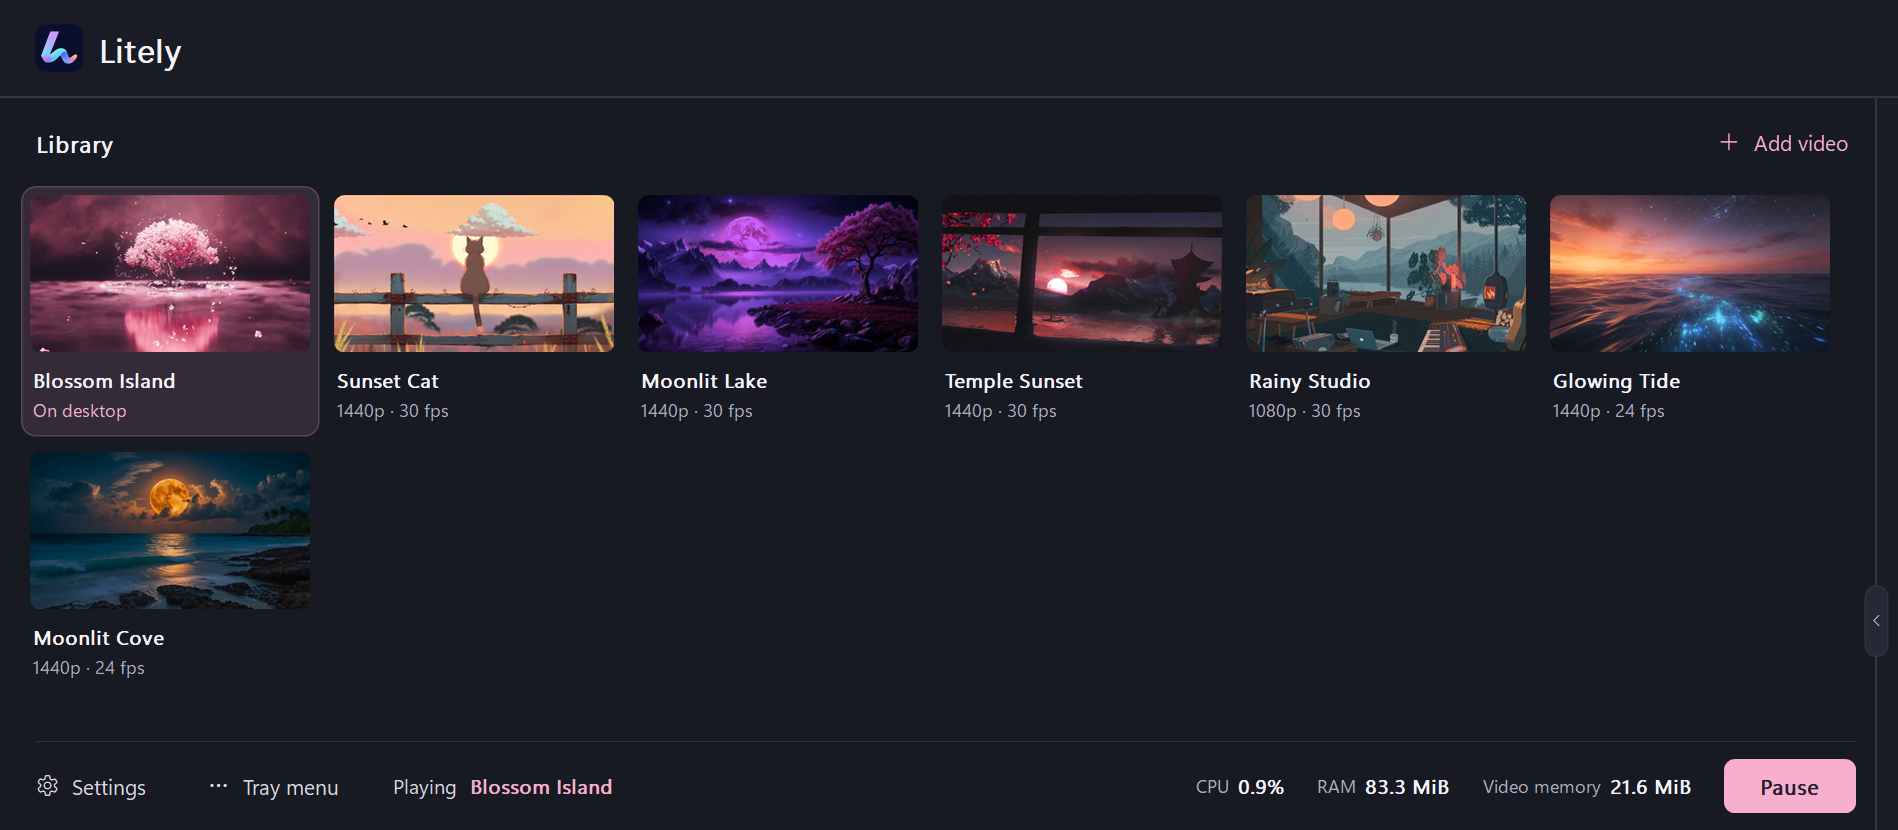 Litely
Library
Add video
Blossom Island
On desktop
Sunset Cat
1440p · 30 fps
Moonlit Lake
1440p · 30 fps
Temple Sunset
1440p · 30 fps
Rainy Studio
1080p · 30 fps
Glowing Tide
1440p · 24 fps
Moonlit Cove
1440p · 24 fps
Settings
Tray menu
Playing Blossom Island
CPU 0.9%
RAM 83.3 MiB
Video memory 21.6 MiB
Pause